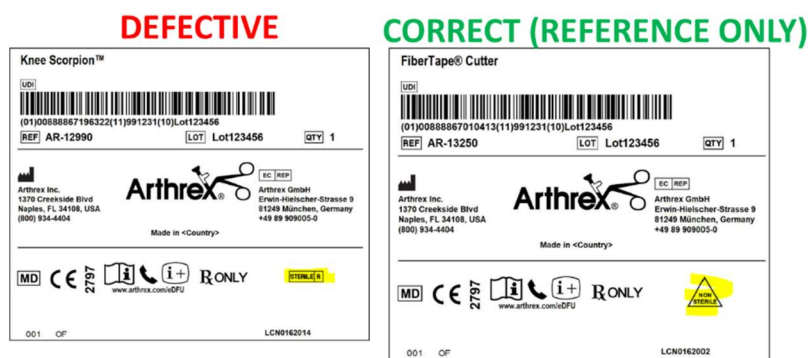 DEFECTIVE
Knee Scorpion™
UDI
(01)00888867196322(11)991231(10)Lot123456
REF AR-12990 LOT Lot123456 QTY 1
Arthrex Inc.
1370 Creekside Blvd
Naples, FL 34108, USA
(800) 934-4404
Arthrex®
EC REP
Arthrex GmbH
Erwin-Hielscher-Strasse 9
81249 München, Germany
+49 89 909005-0
Made in <Country>
MD CE 2797 i i+ Rx ONLY STERILE R
www.arthrex.com/eDFU
001 OF LCN0162014
CORRECT (REFERENCE ONLY)
FiberTape® Cutter
UDI
(01)00888867010413(11)991231(10)Lot123456
REF AR-13250 LOT Lot123456 QTY 1
Arthrex Inc.
1370 Creekside Blvd
Naples, FL 34108, USA
(800) 934-4404
Arthrex®
EC REP
Arthrex GmbH
Erwin-Hielscher-Strasse 9
81249 München, Germany
+49 89 909005-0
Made in <Country>
MD CE 2797 i i+ Rx ONLY NON
STERILE
www.arthrex.com/eDFU
001 OF LCN0162002